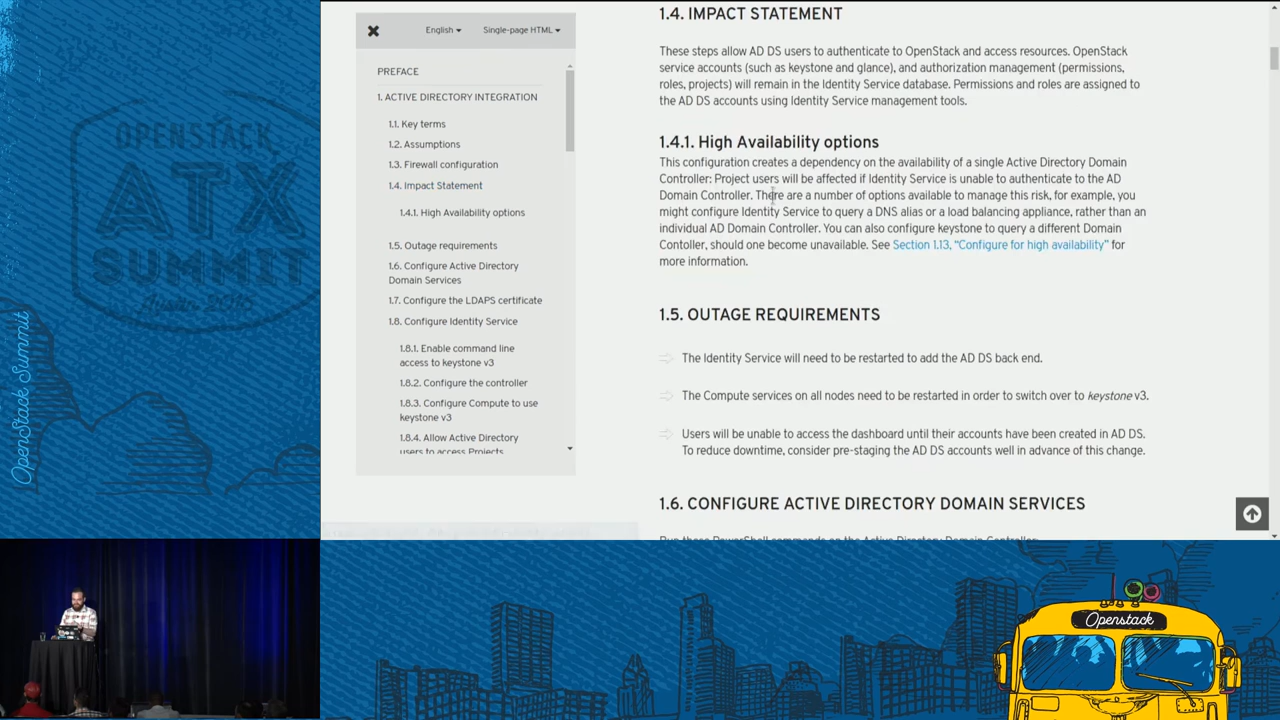 OPENSTACK
ATX
SUMMIT
Austin 2016
OpenStack Summit
English
Single-page HTML
PREFACE
1. ACTIVE DIRECTORY INTEGRATION
1.1. Key terms
1.2. Assumptions
1.3. Firewall configuration
1.4. Impact Statement
1.4.1. High Availability options
1.5. Outage requirements
1.6. Configure Active Directory
Domain Services
1.7. Configure the LDAPS certificate
1.8. Configure Identity Service
1.8.1. Enable command line
access to keystone v3
1.8.2. Configure the controller
1.8.3. Configure Compute to use
keystone v3
1.8.4. Allow Active Directory
users to access Projects
1.4. IMPACT STATEMENT
These steps allow AD DS users to authenticate to OpenStack and access resources. OpenStack
service accounts (such as keystone and glance), and authorization management (permissions,
roles, projects) will remain in the Identity Service database. Permissions and roles are assigned to
the AD DS accounts using Identity Service management tools.
1.4.1. High Availability options
This configuration creates a dependency on the availability of a single Active Directory Domain
Controller: Project users will be affected if Identity Service is unable to authenticate to the AD
Domain Controller. There are a number of options available to manage this risk, for example, you
might configure Identity Service to query a DNS alias or a load balancing appliance, rather than an
individual AD Domain Controller. You can also configure keystone to query a different Domain
Contoller, should one become unavailable. See Section 1.13, “Configure for high availability” for
more information.
1.5. OUTAGE REQUIREMENTS
The Identity Service will need to be restarted to add the AD DS back end.
The Compute services on all nodes need to be restarted in order to switch over to keystone v3.
Users will be unable to access the dashboard until their accounts have been created in AD DS.
To reduce downtime, consider pre-staging the AD DS accounts well in advance of this change.
1.6. CONFIGURE ACTIVE DIRECTORY DOMAIN SERVICES
Run these PowerShell commands on the Active Directory Domain Controller:
Openstack